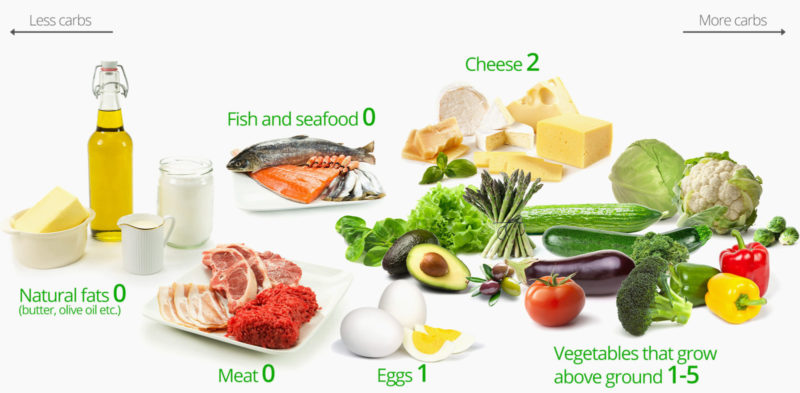 Less carbs
More carbs
Cheese 2
Fish and seafood 0
Natural fats 0
(butter, olive oil etc.)
Meat 0
Eggs 1
Vegetables that grow
above ground 1-5